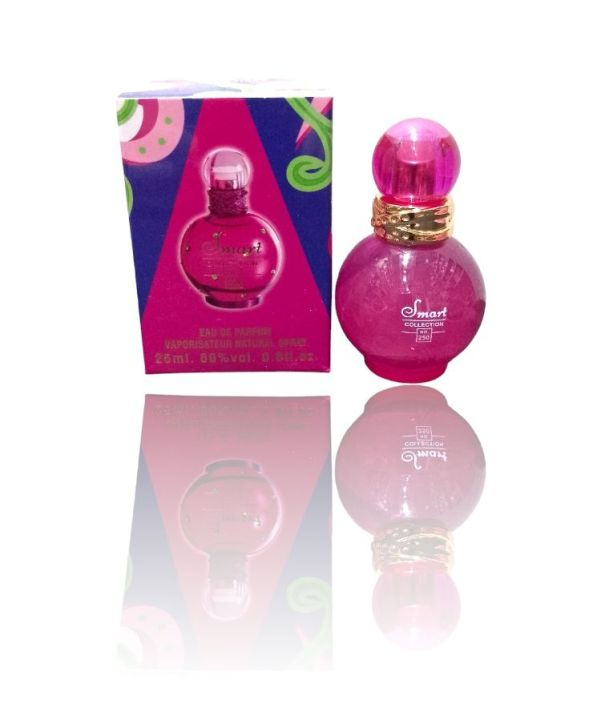 Smart
EAU DE PARFUM
VAPORISATEUR NATURAL SPRAY
25ml. 80%vol. 0.8fl.oz
Smart
COLLECTION
NO.
250